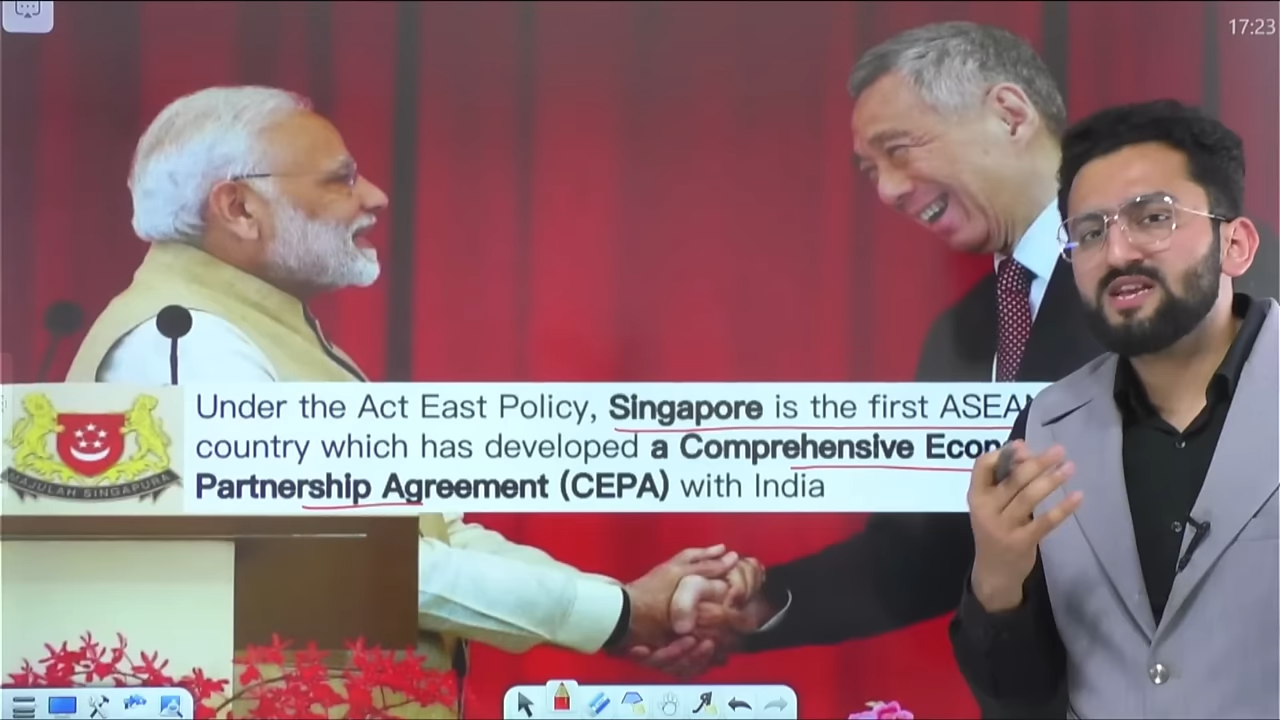 17:23
Under the Act East Policy, Singapore is the first
country which has developed a Comprehensive
Partnership Agreement (CEPA) with India
MAJULAH SINGAPURA